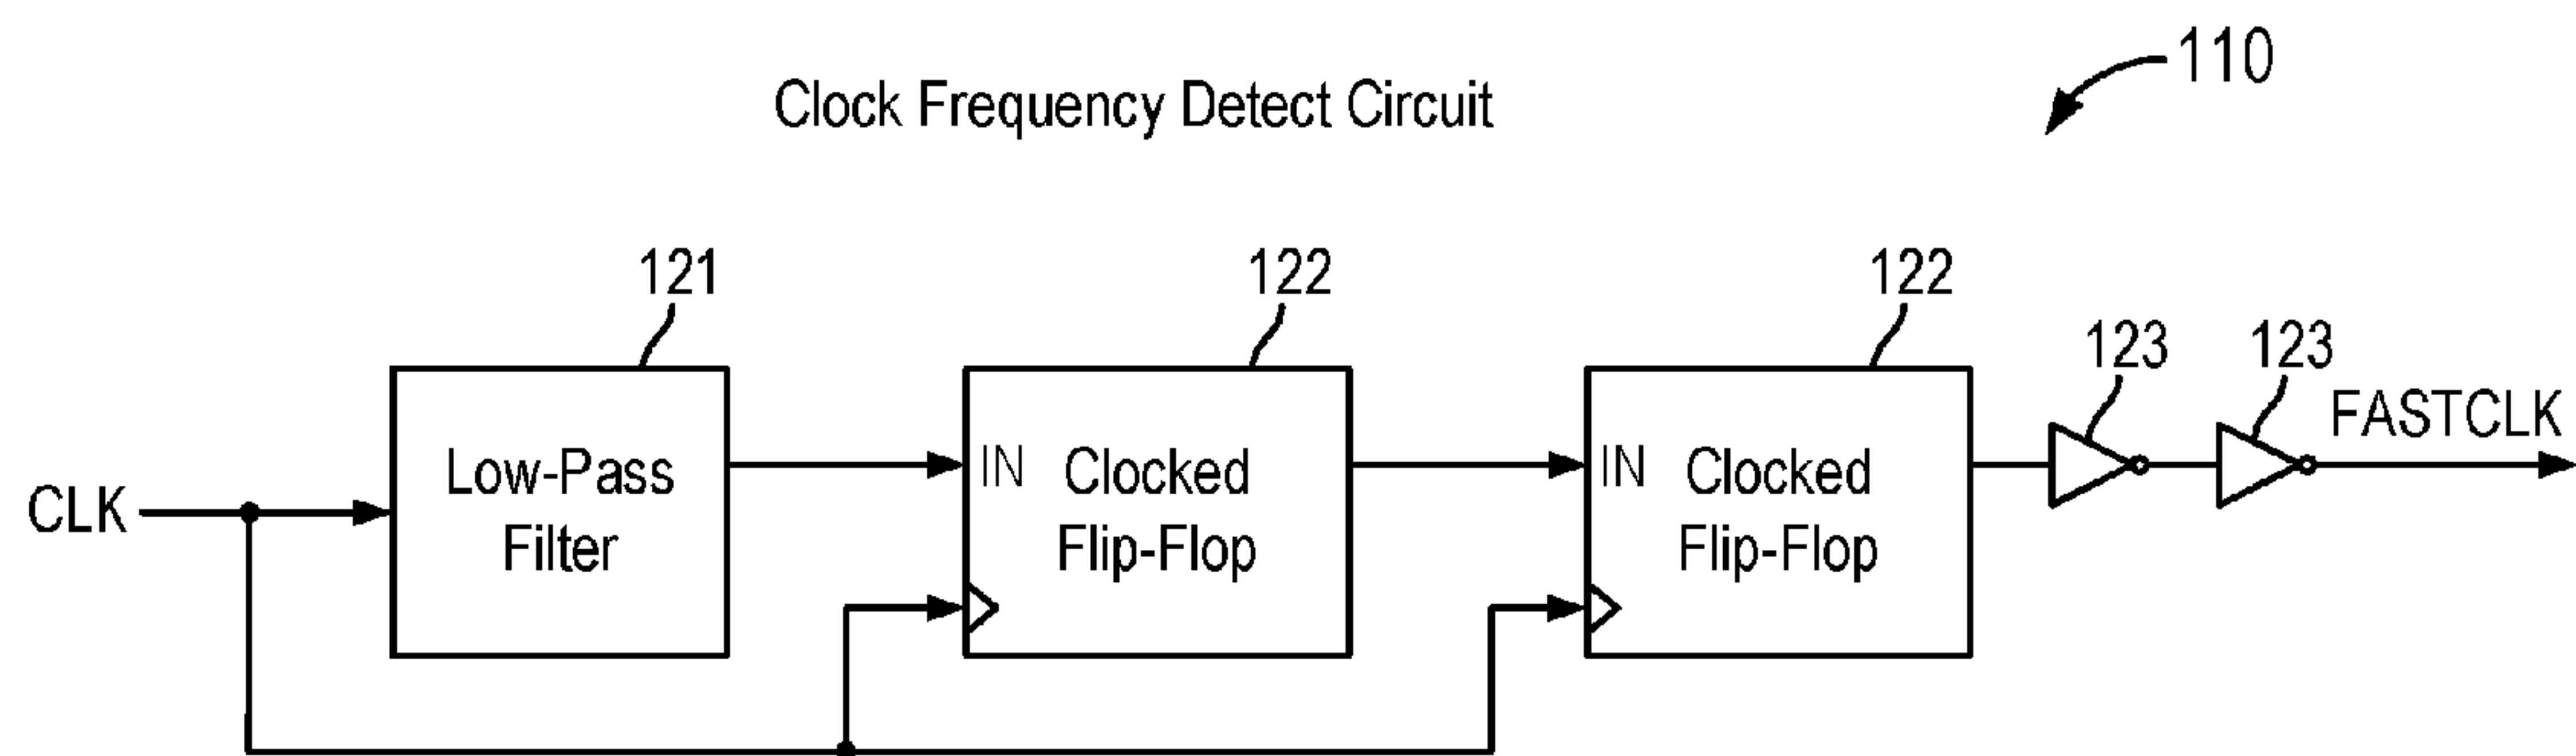 110
Clock Frequency Detect Circuit
121
122
122
123
123
FASTCLK
CLK
Low-Pass
Filter
IN
Clocked
Flip-Flop
IN
Clocked
Flip-Flop